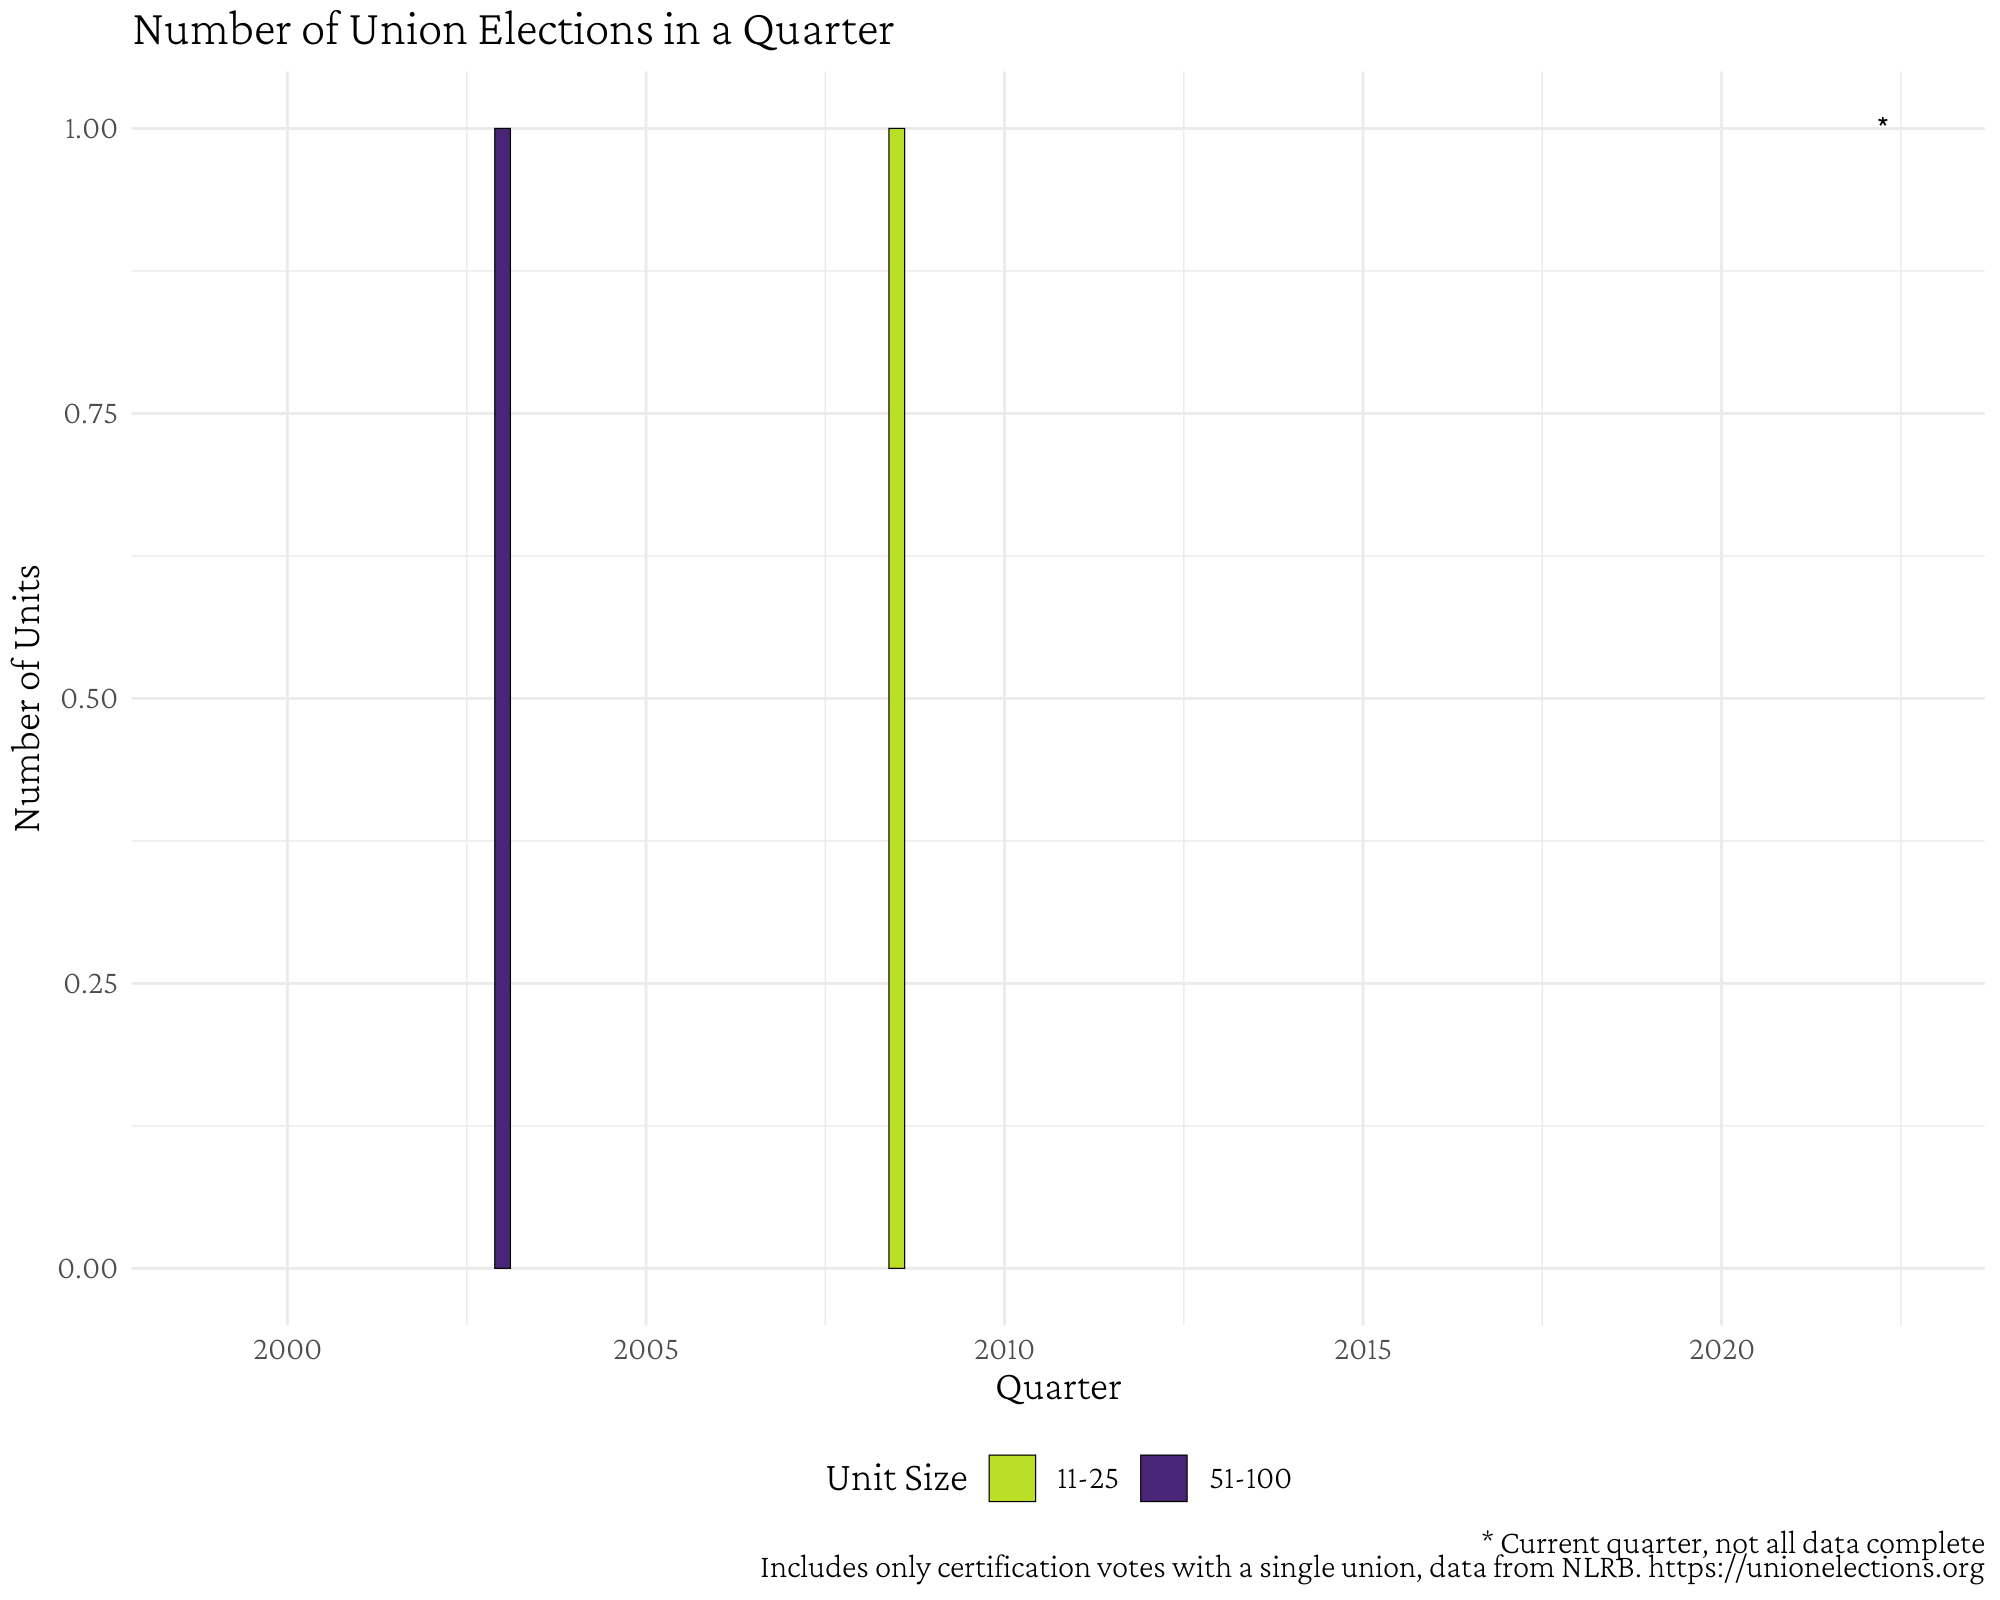 Number of Union Elections in a Quarter
*
1.00
0.75
0.50
0.25
0.00
Number of Units
2000 2005 2010 2015 2020
Quarter
Unit Size 11-25 51-100
* Current quarter, not all data complete
Includes only certification votes with a single union, data from NLRB. https://unionelections.org